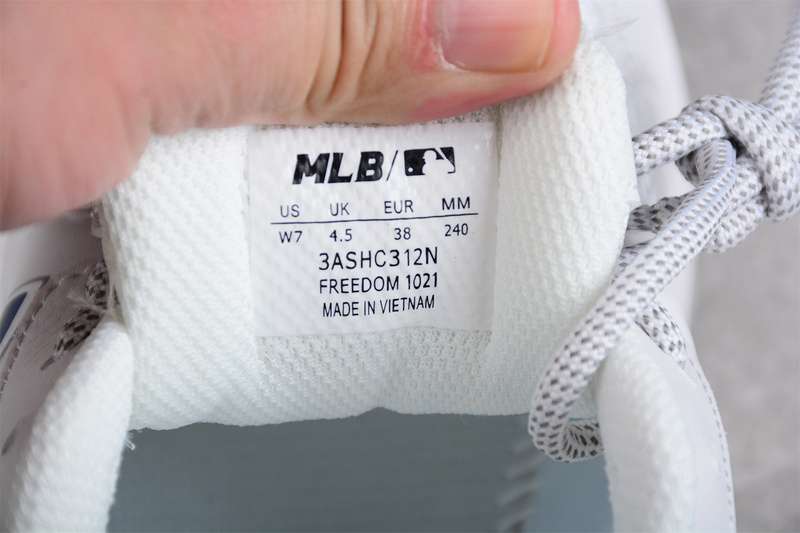 MLB/
US UK EUR MM
W7 4.5 38 240
3ASHC312N
FREEDOM 1021
MADE IN VIETNAM